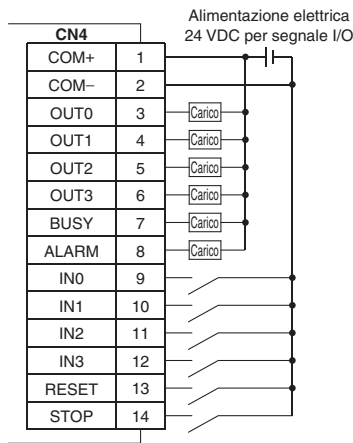 Alimentazione elettrica
24 VDC per segnale I/O
CN4
COM+ 1
COM– 2
OUT0 3 Carico
OUT1 4 Carico
OUT2 5 Carico
OUT3 6 Carico
BUSY 7 Carico
ALARM 8 Carico
IN0 9
IN1 10
IN2 11
IN3 12
RESET 13
STOP 14